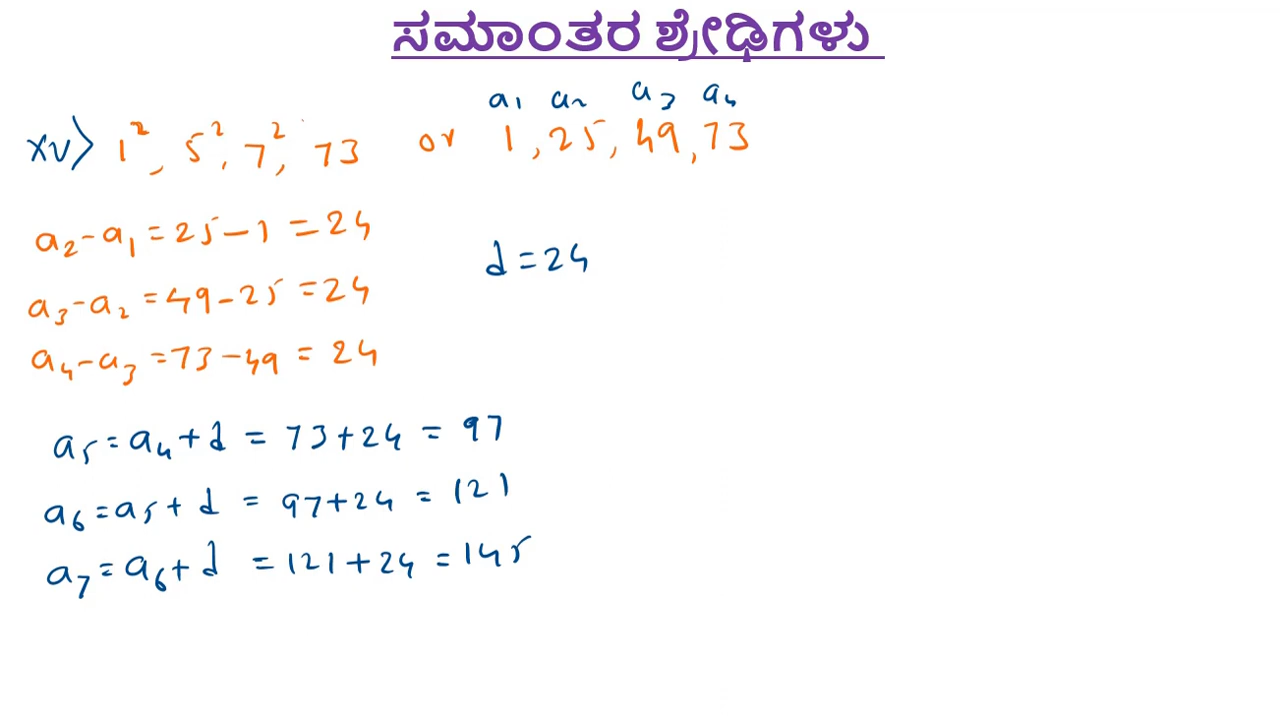 ಸಮಾಂತರ ಶ್ರೇಢಿಗಳು
a₁ a₂ a₃ a₄
xv> 1², 5², 7², 73 or 1, 25, 49, 73
a₂-a₁ = 25-1 = 24
d = 24
a₃-a₂ = 49-25 = 24
a₄-a₃ = 73-49 = 24
a₅ = a₄+d = 73+24 = 97
a₆ = a₅+d = 97+24 = 121
a₇ = a₆+d = 121+24 = 145